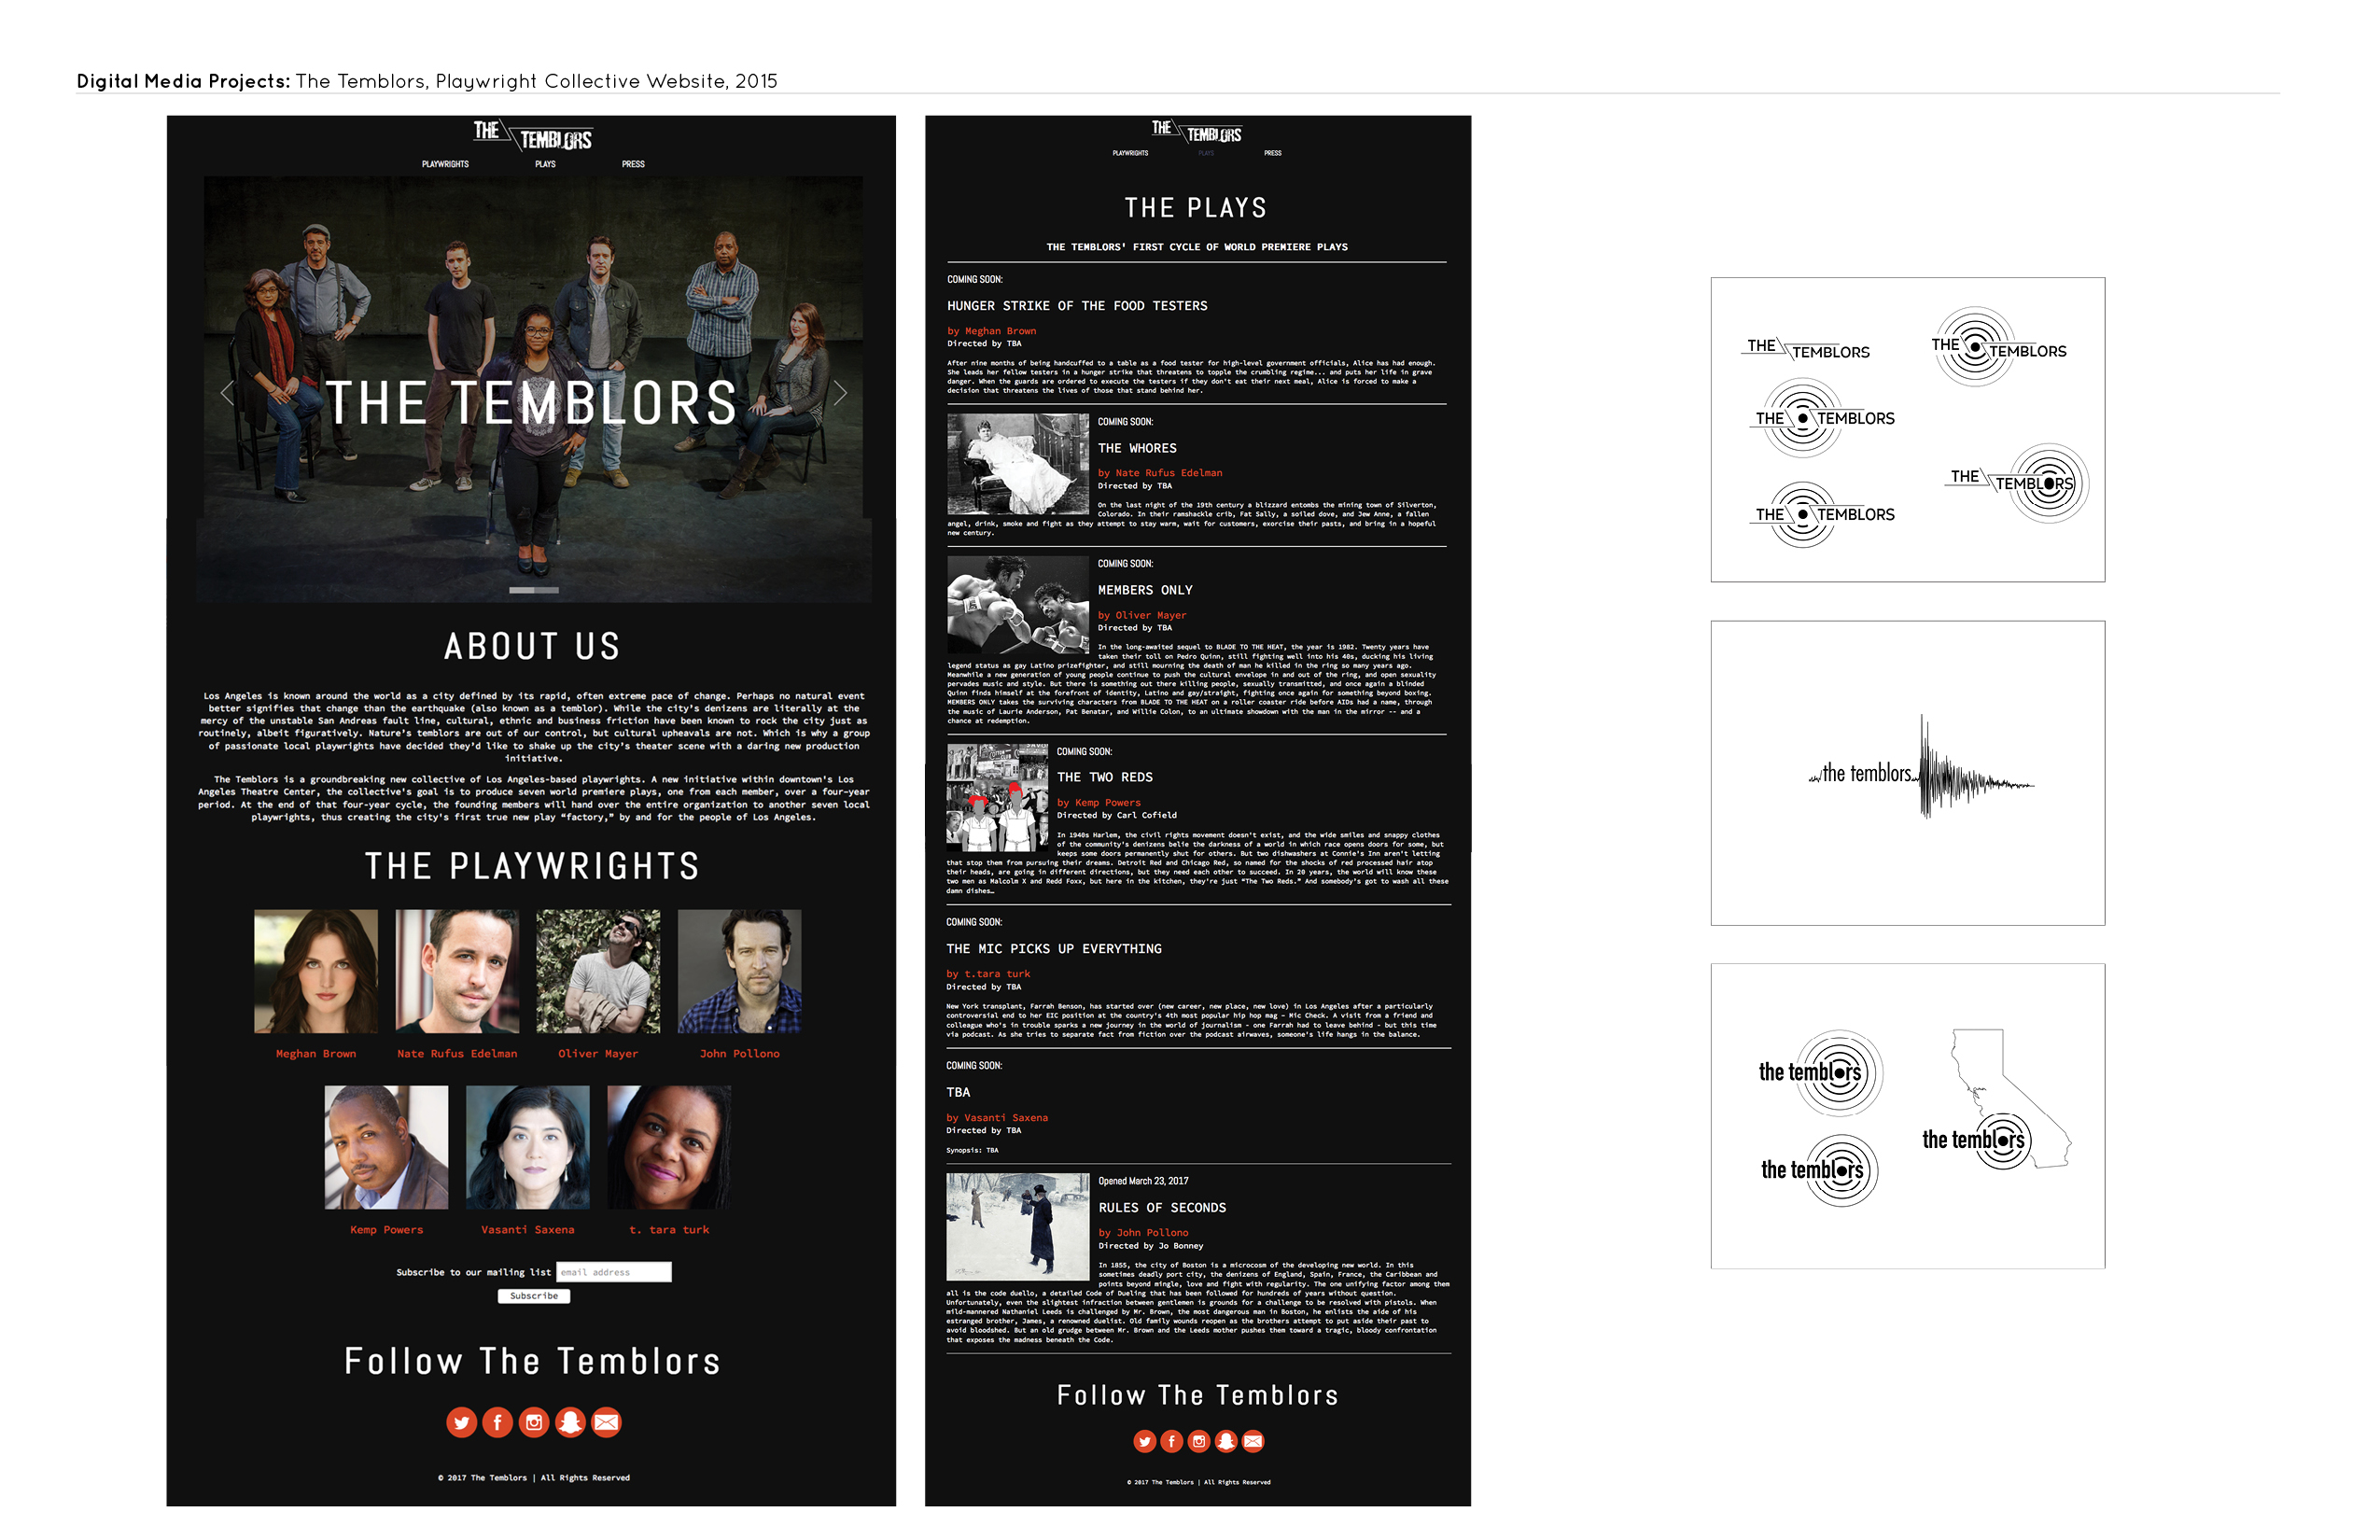 Digital Media Projects: The Temblors, Playwright Collective Website, 2015
THE TEMBLORS
PLAYWRIGHTS PLAYS PRESS
THE TEMBLORS
ABOUT US
Los Angeles is known around the world as a city defined by its rapid, often extreme pace of change. Perhaps no natural event
better signifies that change than the earthquake (also known as a temblor). While the city's denizens are literally at the
mercy of the unstable San Andreas fault line, cultural, ethnic and business friction have been known to rock the city just as
routinely, albeit figuratively. Nature's temblors are out of our control, but cultural upheavals are not. Which is why a group
of passionate local playwrights have decided they'd like to shake up the city's theater scene with a daring new production
initiative.
The Temblors is a groundbreaking new collective of Los Angeles-based playwrights. A new initiative within downtown's Los
Angeles Theatre Center, the collective's goal is to produce seven world premiere plays, one from each member, over a four-year
period. At the end of that four-year cycle, the founding members will hand over the entire organization to another seven local
playwrights, thus creating the city's first true new play “factory,” by and for the people of Los Angeles.
THE PLAYWRIGHTS
Meghan Brown Nate Rufus Edelman Oliver Mayer John Pollono
Kemp Powers Vasanti Saxena t. tara turk
Subscribe to our mailing list email address
Subscribe
Follow The Temblors
© 2017 The Temblors | All Rights Reserved
THE TEMBLORS
PLAYWRIGHTS PLAYS PRESS
THE PLAYS
THE TEMBLORS' FIRST CYCLE OF WORLD PREMIERE PLAYS
COMING SOON:
HUNGER STRIKE OF THE FOOD TESTERS
by Meghan Brown
Directed by TBA
After nine months of being handcuffed to a table as a food tester for high-level government officials, Alice has had enough.
She leads her fellow testers in a hunger strike that threatens to topple the crumbling regime... and puts her life in grave
danger. When the guards are ordered to execute the testers if they don't eat their next meal, Alice is forced to make a
decision that threatens the lives of those that stand behind her.
COMING SOON:
THE WHORES
by Nate Rufus Edelman
Directed by TBA
On the last night of the 19th century a blizzard entombs the mining town of Silverton,
Colorado. In their ramshackle crib, Fat Sally, a soiled dove, and Jew Anne, a fallen
angel, drink, smoke and fight as they attempt to stay warm, wait for customers, exorcise their pasts, and bring in a hopeful
new century.
COMING SOON:
MEMBERS ONLY
by Oliver Mayer
Directed by TBA
In the long-awaited sequel to BLADE TO THE HEAT, the year is 1982. Twenty years have
taken their toll on Pedro Quinn, still fighting well into his 40s, ducking his living
legend status as gay Latino prizefighter, and still mourning the death of man he killed in the ring so many years ago.
Meanwhile a new generation of young people continue to push the cultural envelope in and out of the ring, and open sexuality
pervades music and style. But there is something out there killing people, sexually transmitted, and once again a blinded
Quinn finds himself at the forefront of identity, Latino and gay/straight, fighting once again for something beyond boxing.
MEMBERS ONLY takes the surviving characters from BLADE TO THE HEAT on a roller coaster ride before AIDs had a name, through
the music of Laurie Anderson, Pat Benatar, and Willie Colon, to an ultimate showdown with the man in the mirror -- and a
chance at redemption.
COMING SOON:
THE TWO REDS
by Kemp Powers
Directed by Carl Cofield
In 1940s Harlem, the civil rights movement doesn't exist, and the wide smiles and snappy clothes
of the community's denizens belie the darkness of a world in which race opens doors for some, but
keeps some doors permanently shut for others. But two dishwashers at Connie's Inn aren't letting
that stop them from pursuing their dreams. Detroit Red and Chicago Red, so named for the shocks of red processed hair atop
their heads, are going in different directions, but they need each other to succeed. In 20 years, the world will know these
two men as Malcolm X and Redd Foxx, but here in the kitchen, they're just “The Two Reds.” And somebody's got to wash all these
damn dishes…
COMING SOON:
THE MIC PICKS UP EVERYTHING
by t.tara turk
Directed by TBA
New York transplant, Farrah Benson, has started over (new career, new place, new love) in Los Angeles after a particularly
controversial end to her EIC position at the country's 4th most popular hip hop mag - Mic Check. A visit from a friend and
colleague who's in trouble sparks a new journey in the world of journalism - one Farrah had to leave behind - but this time
via podcast. As she tries to separate fact from fiction over the podcast airwaves, someone's life hangs in the balance.
COMING SOON:
TBA
by Vasanti Saxena
Directed by TBA
Synopsis: TBA
Opened March 23, 2017
RULES OF SECONDS
by John Pollono
Directed by Jo Bonney
In 1855, the city of Boston is a microcosm of the developing new world. In this
sometimes deadly port city, the denizens of England, Spain, France, the Caribbean and
points beyond mingle, love and fight with regularity. The one unifying factor among them
all is the code duello, a detailed Code of Dueling that has been followed for hundreds of years without question.
Unfortunately, even the slightest infraction between gentlemen is grounds for a challenge to be resolved with pistols. When
mild-mannered Nathaniel Leeds is challenged by Mr. Brown, the most dangerous man in Boston, he enlists the aide of his
estranged brother, James, a renowned duelist. Old family wounds reopen as the brothers attempt to put aside their past to
avoid bloodshed. But an old grudge between Mr. Brown and the Leeds mother pushes them toward a tragic, bloody confrontation
that exposes the madness beneath the Code.
Follow The Temblors
© 2017 The Temblors | All Rights Reserved
THE TEMBLORS
THE TEMBLORS
THE TEMBLORS
THE TEMBLORS
THE TEMBLORS
the temblors
the temblors
the temblors
the temblors